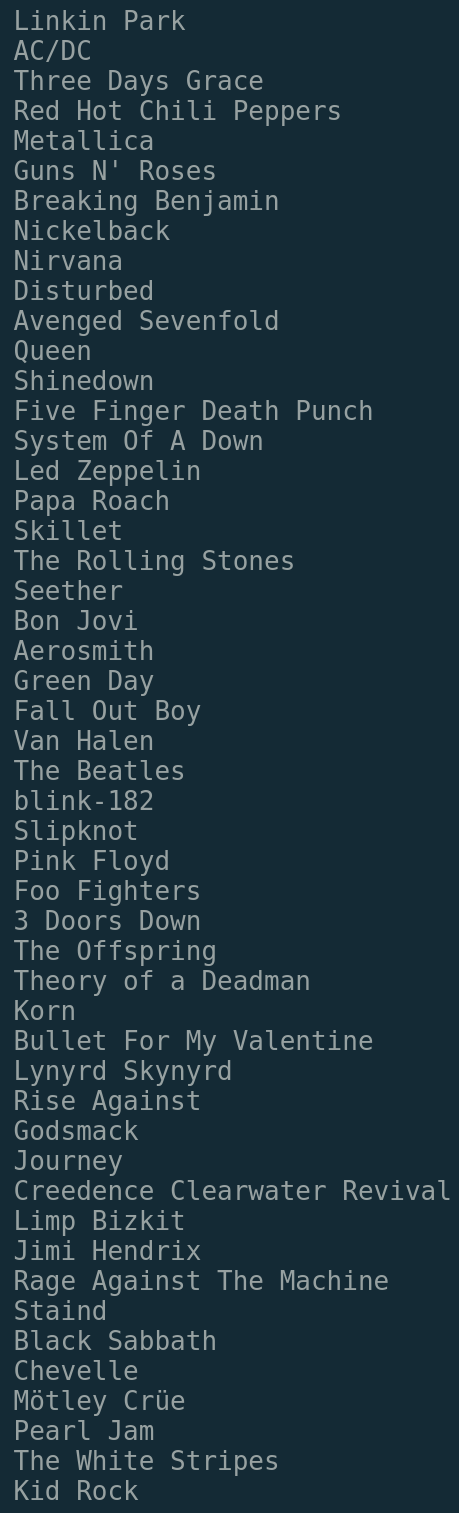 Linkin Park
AC/DC
Three Days Grace
Red Hot Chili Peppers
Metallica
Guns N' Roses
Breaking Benjamin
Nickelback
Nirvana
Disturbed
Avenged Sevenfold
Queen
Shinedown
Five Finger Death Punch
System Of A Down
Led Zeppelin
Papa Roach
Skillet
The Rolling Stones
Seether
Bon Jovi
Aerosmith
Green Day
Fall Out Boy
Van Halen
The Beatles
blink-182
Slipknot
Pink Floyd
Foo Fighters
3 Doors Down
The Offspring
Theory of a Deadman
Korn
Bullet For My Valentine
Lynyrd Skynyrd
Rise Against
Godsmack
Journey
Creedence Clearwater Revival
Limp Bizkit
Jimi Hendrix
Rage Against The Machine
Staind
Black Sabbath
Chevelle
Mötley Crüe
Pearl Jam
The White Stripes
Kid Rock